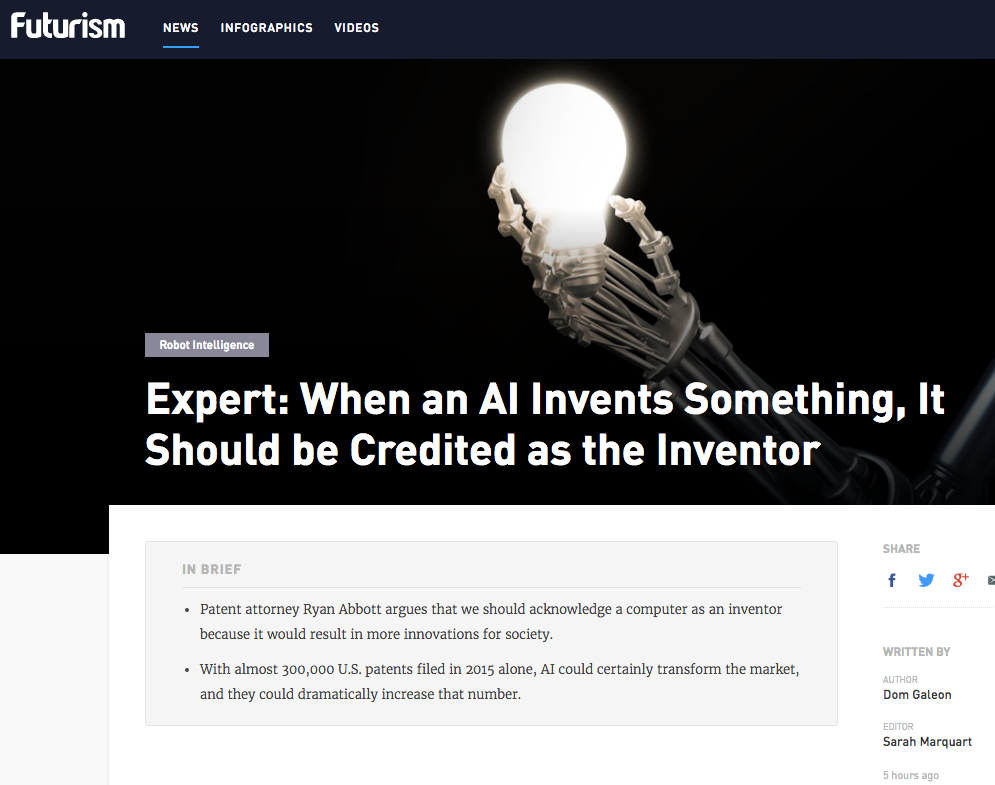 Futurism
NEWS INFOGRAPHICS VIDEOS
Robot Intelligence
Expert: When an AI Invents Something, It
Should be Credited as the Inventor
IN BRIEF
• Patent attorney Ryan Abbott argues that we should acknowledge a computer as an inventor
because it would result in more innovations for society.
• With almost 300,000 U.S. patents filed in 2015 alone, AI could certainly transform the market,
and they could dramatically increase that number.
SHARE
f g+
WRITTEN BY
AUTHOR
Dom Galeon
EDITOR
Sarah Marquart
5 hours ago